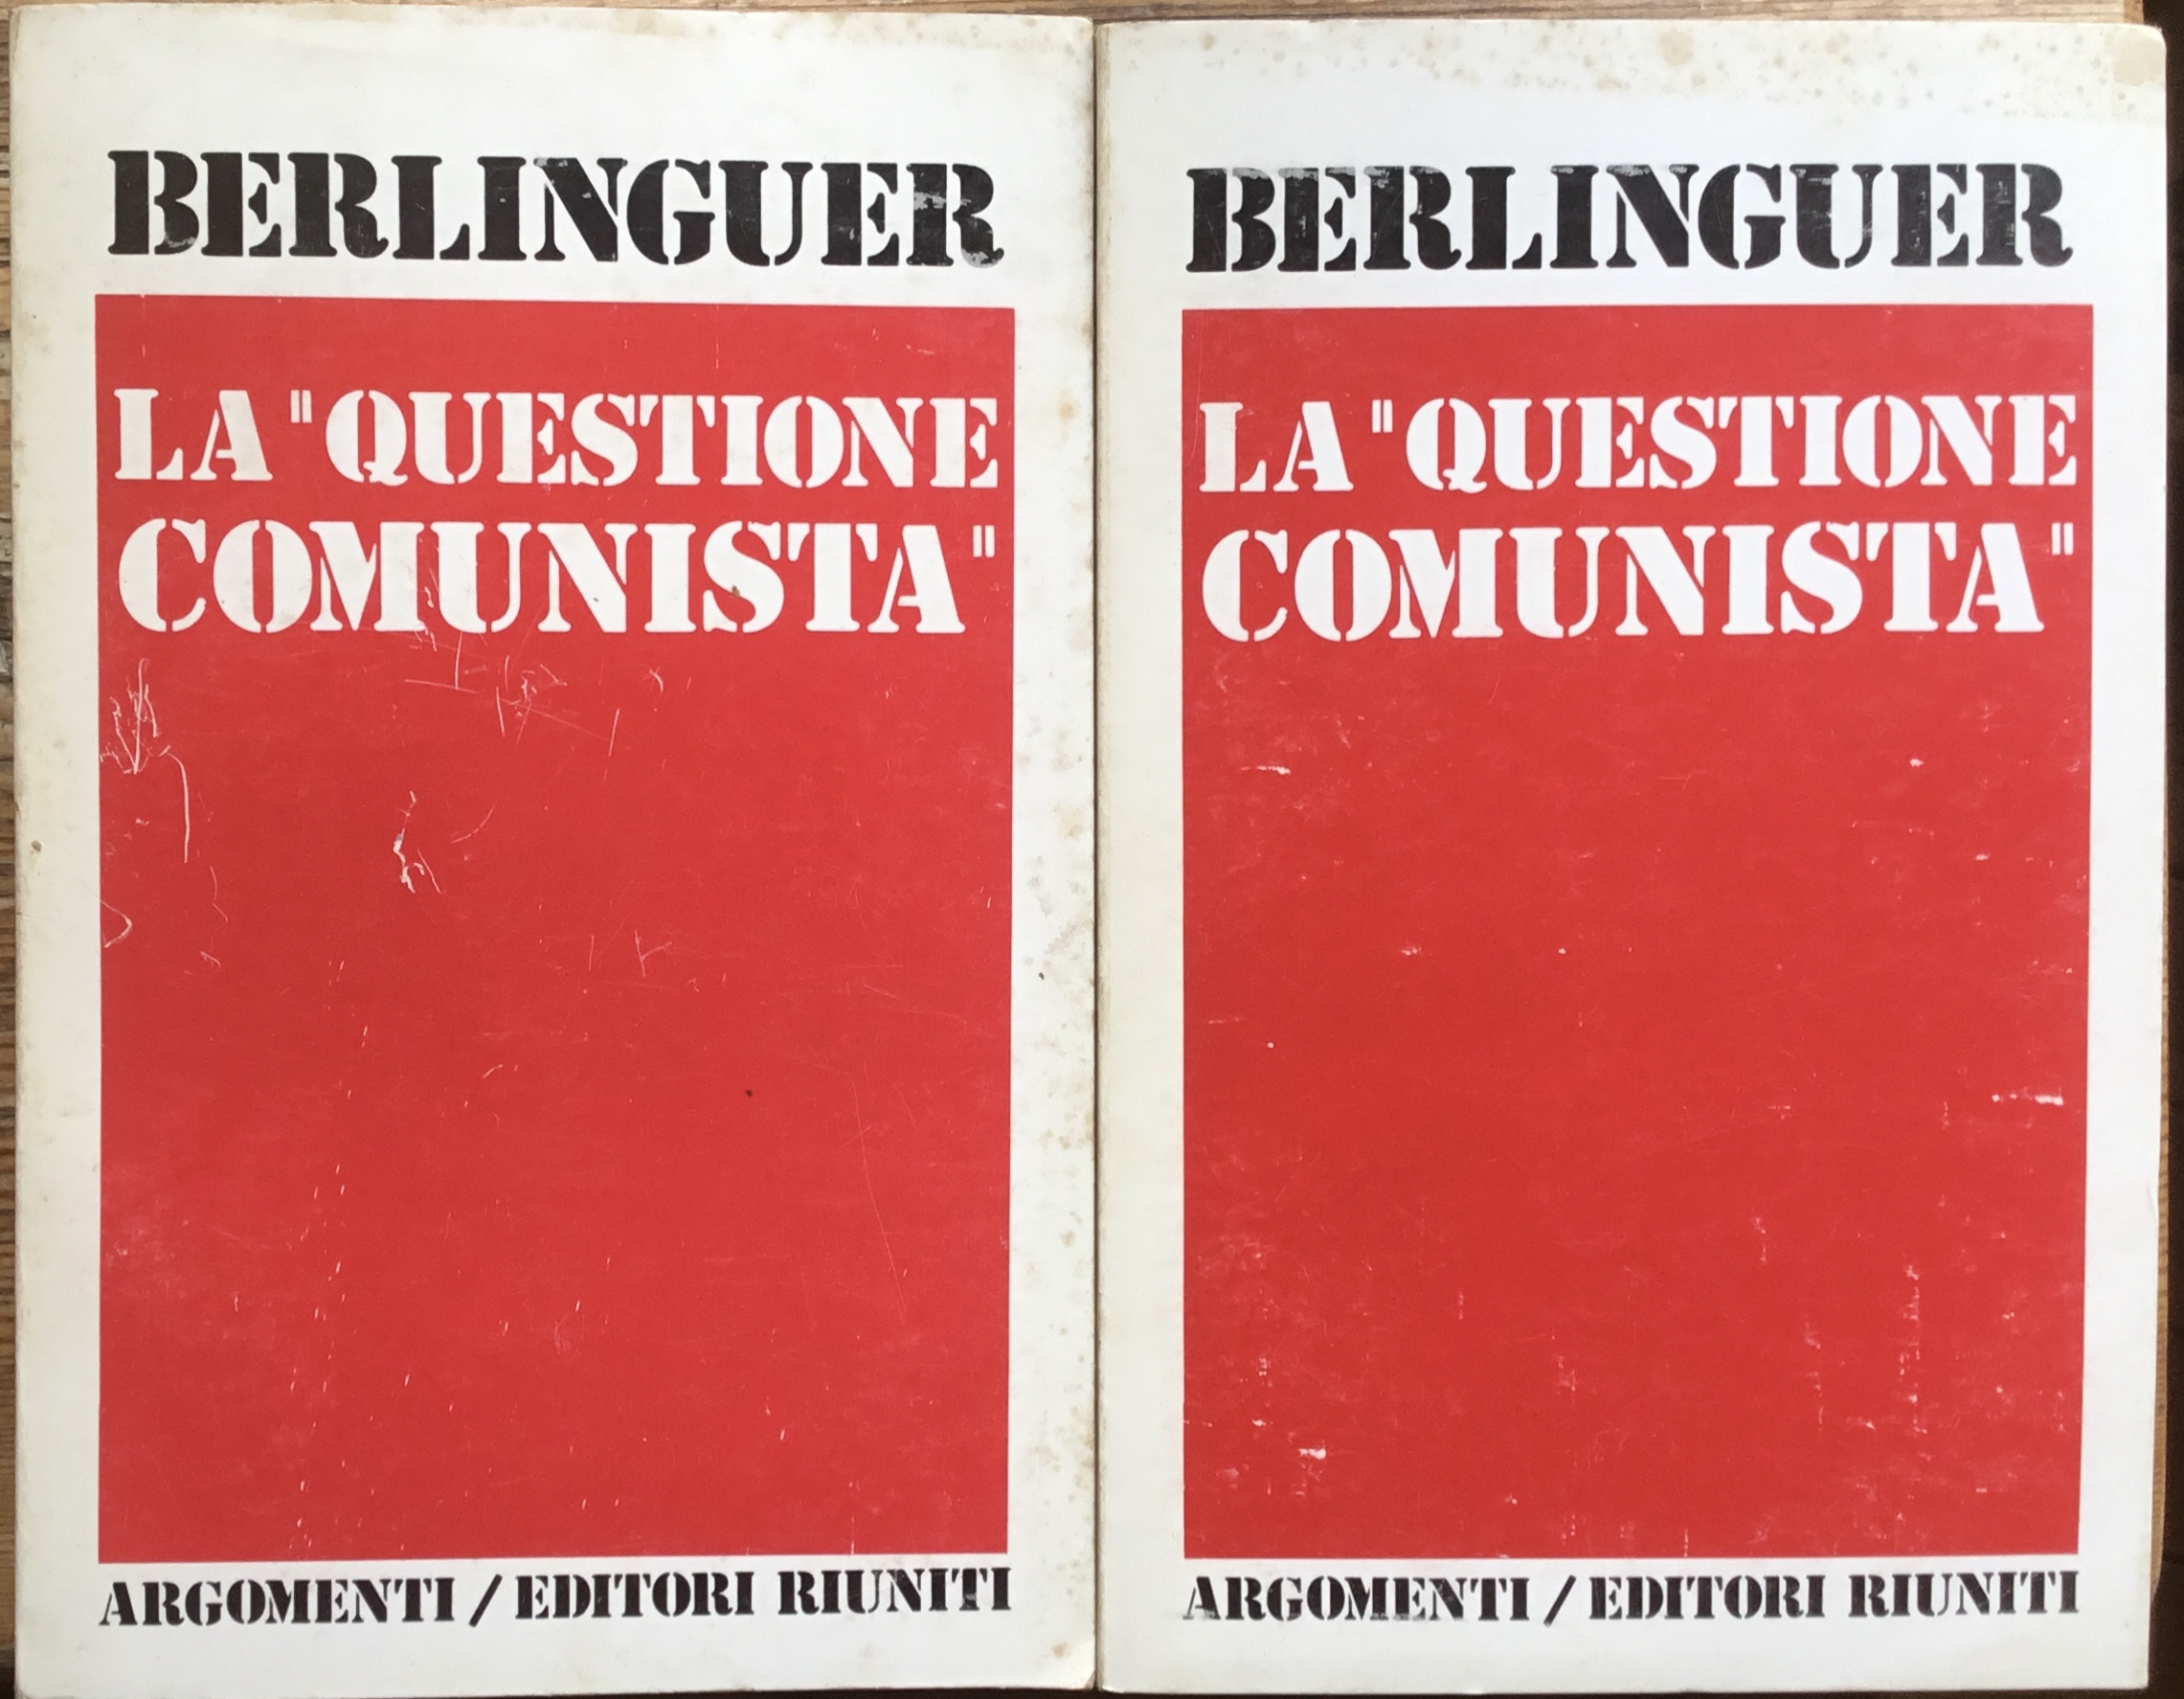 BERLINGUER
LA "QUESTIONE
COMUNISTA"
ARGOMENTI / EDITORI RIUNITI
BERLINGUER
LA "QUESTIONE
COMUNISTA"
ARGOMENTI / EDITORI RIUNITI